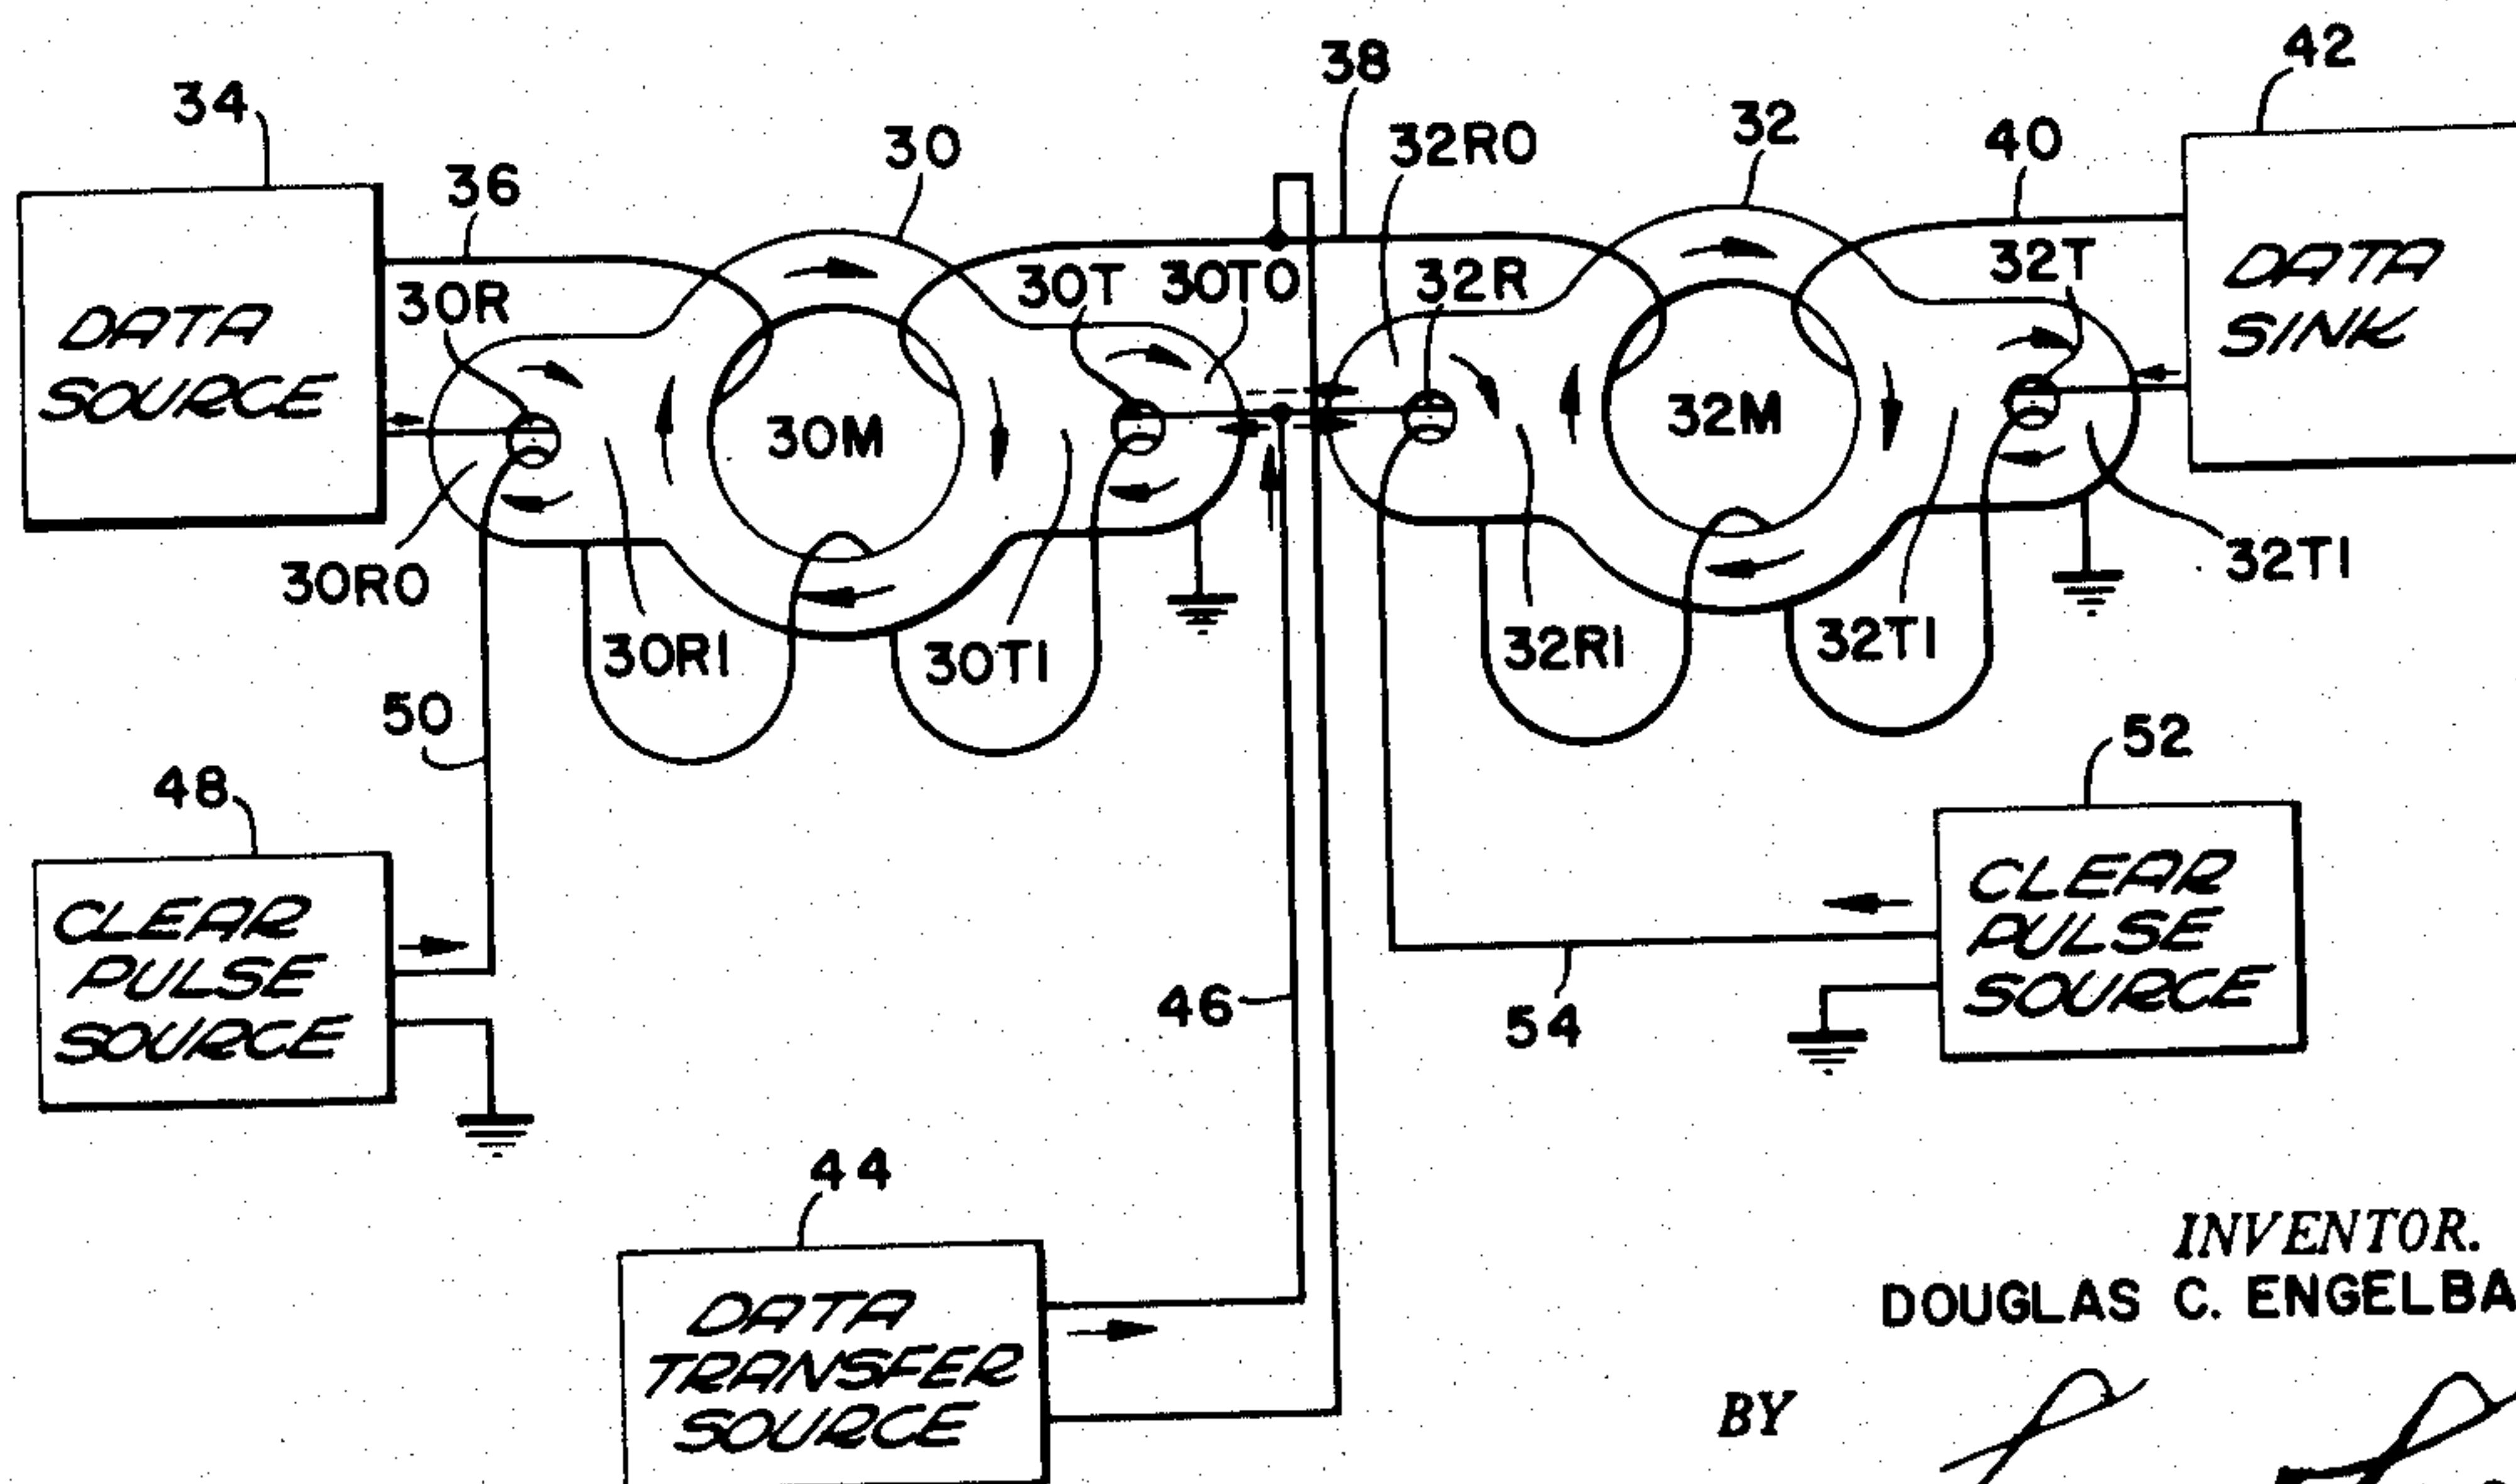 42
38
34
30
32RO
32
40
36
DATA
SOURCE
30R
30T
30TO
32R
32T
DATA
SINK
30M
32M
30RO
30RI
30TI
32RI
32TI
32TI
50
48
52
CLEAR
PULSE
SOURCE
46
54
CLEAR
PULSE
SOURCE
44
DATA
TRANSFER
SOURCE
INVENTOR.
DOUGLAS C. ENGELBA
BY